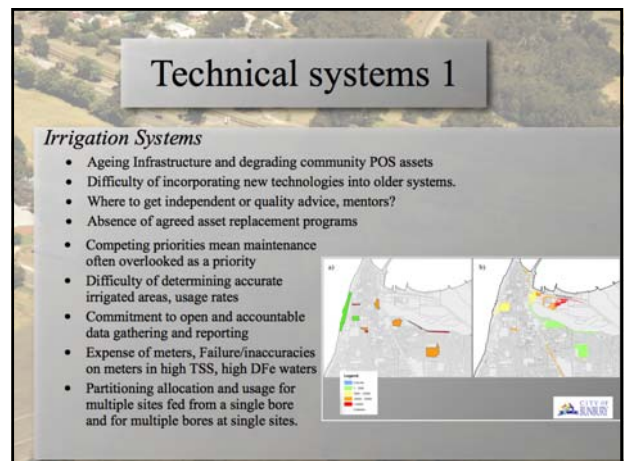 Technical systems 1
Irrigation Systems
• Ageing Infrastructure and degrading community POS assets
• Difficulty of incorporating new technologies into older systems.
• Where to get independent or quality advice, mentors?
• Absence of agreed asset replacement programs
• Competing priorities mean maintenance
often overlooked as a priority
• Difficulty of determining accurate
irrigated areas, usage rates
• Commitment to open and accountable
data gathering and reporting
• Expense of meters, Failure/inaccuracies
on meters in high TSS, high DFe waters
• Partitioning allocation and usage for
multiple sites fed from a single bore
and for multiple bores at single sites.
a)
b)
Legend
CITY OF
BUNBURY